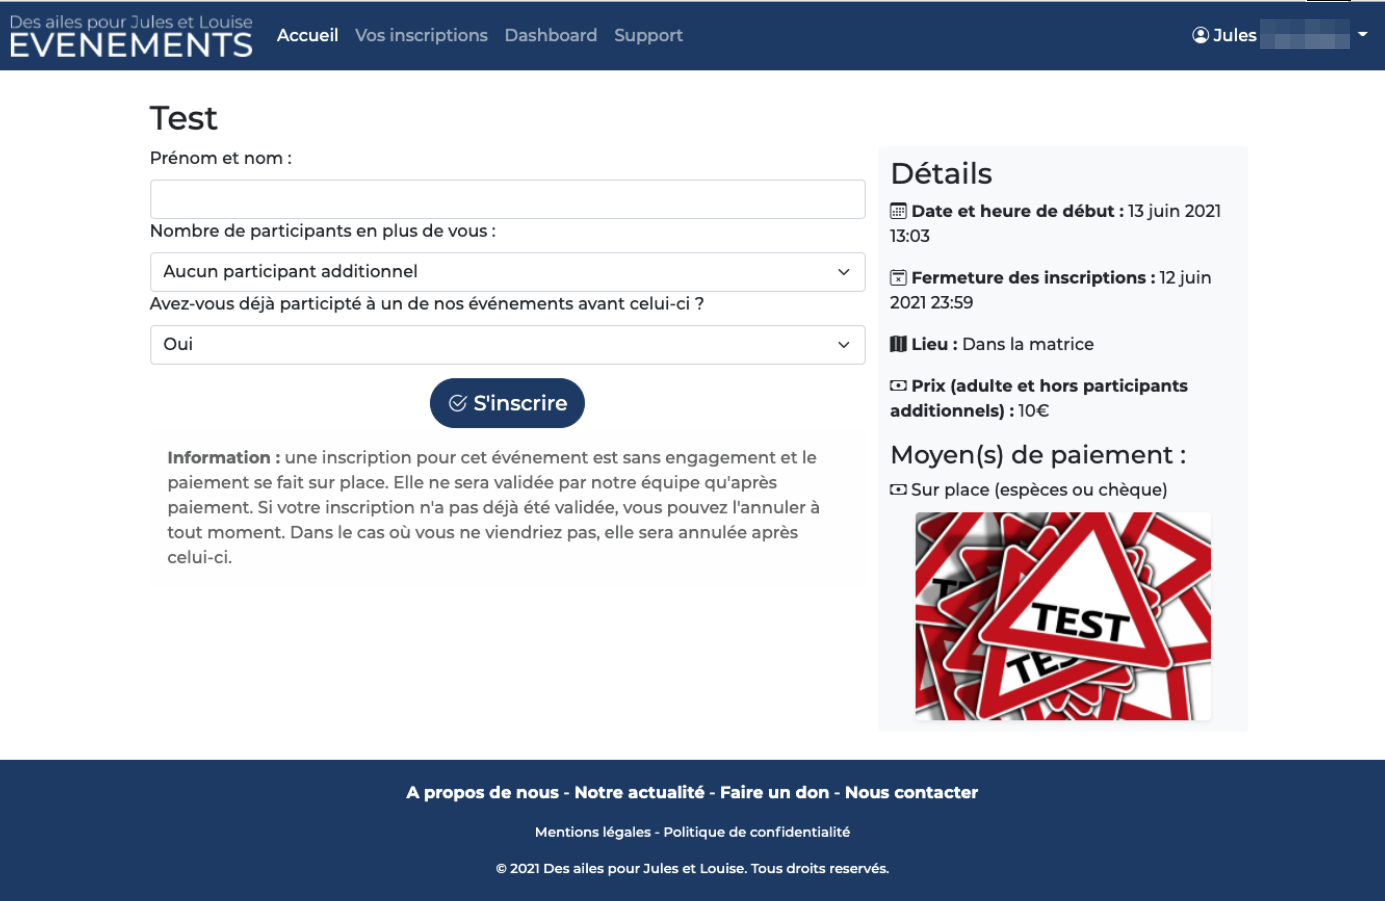 Des ailes pour Jules et Louise
EVENEMENTS
Accueil Vos inscriptions Dashboard Support
Jules
Test
Prénom et nom :
Nombre de participants en plus de vous :
Aucun participant additionnel
Avez-vous déjà participté à un de nos événements avant celui-ci ?
Oui
S'inscrire
Information : une inscription pour cet événement est sans engagement et le
paiement se fait sur place. Elle ne sera validée par notre équipe qu'après
paiement. Si votre inscription n'a pas déjà été validée, vous pouvez l'annuler à
tout moment. Dans le cas où vous ne viendriez pas, elle sera annulée après
celui-ci.
Détails
Date et heure de début : 13 juin 2021
13:03
Fermeture des inscriptions : 12 juin
2021 23:59
Lieu : Dans la matrice
Prix (adulte et hors participants
additionnels) : 10€
Moyen(s) de paiement :
Sur place (espèces ou chèque)
TEST
A propos de nous - Notre actualité - Faire un don - Nous contacter
Mentions légales - Politique de confidentialité
© 2021 Des ailes pour Jules et Louise. Tous droits reservés.